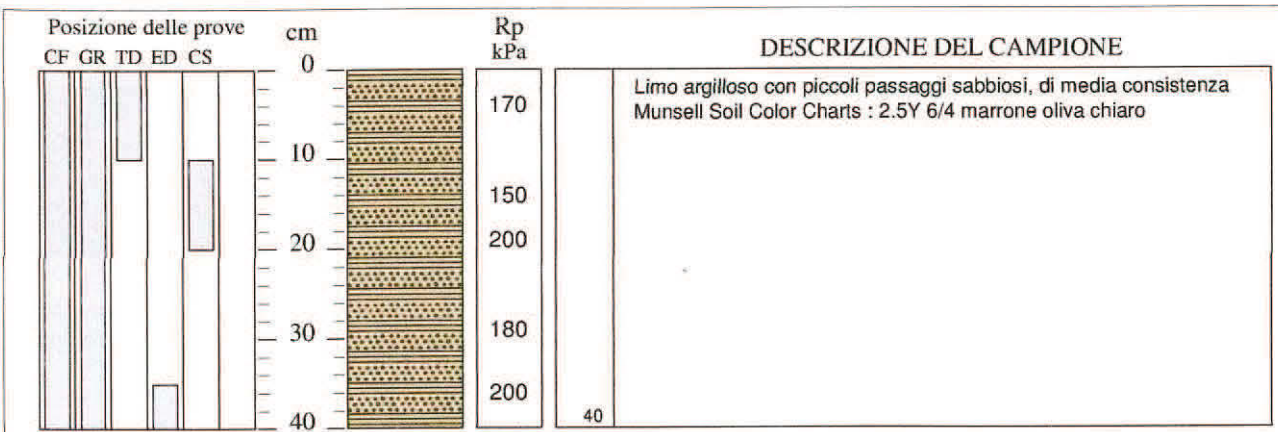 Posizione delle prove
CF GR TD ED CS
cm
0
10
20
30
40
Rp
kPa
170
150
200
180
200
DESCRIZIONE DEL CAMPIONE
Limo argilloso con piccoli passaggi sabbiosi, di media consistenza
Munsell Soil Color Charts : 2.5Y 6/4 marrone oliva chiaro
40